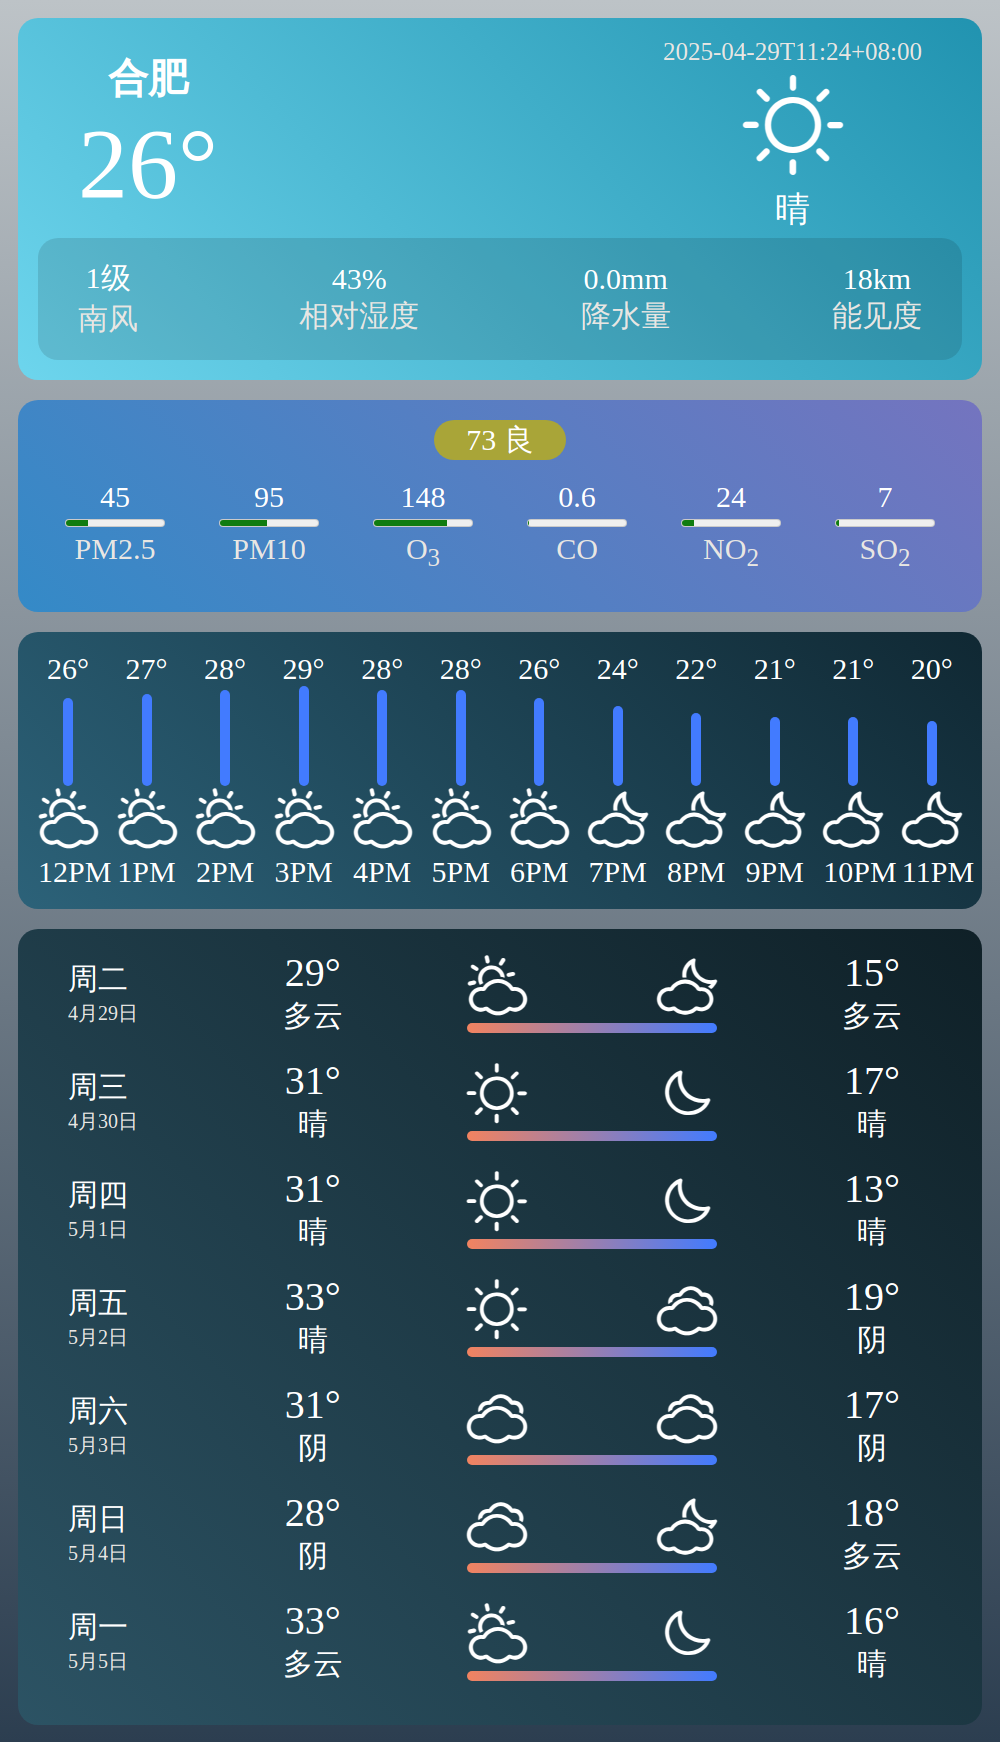 合肥
2025-04-29T11:24+08:00
26°
晴
1级 43% 0.0mm 18km
南风 相对湿度 降水量 能见度
73 良
45 95 148 0.6 24 7
PM2.5 PM10 O3 CO NO2 SO2
26° 27° 28° 29° 28° 28° 26° 24° 22° 21° 21° 20°
12PM 1PM 2PM 3PM 4PM 5PM 6PM 7PM 8PM 9PM 10PM 11PM
周二 29° 15°
4月29日 多云 多云
周三 31° 17°
4月30日 晴 晴
周四 31° 13°
5月1日 晴 晴
周五 33° 19°
5月2日 晴 阴
周六 31° 17°
5月3日 阴 阴
周日 28° 18°
5月4日 阴 多云
周一 33° 16°
5月5日 多云 晴